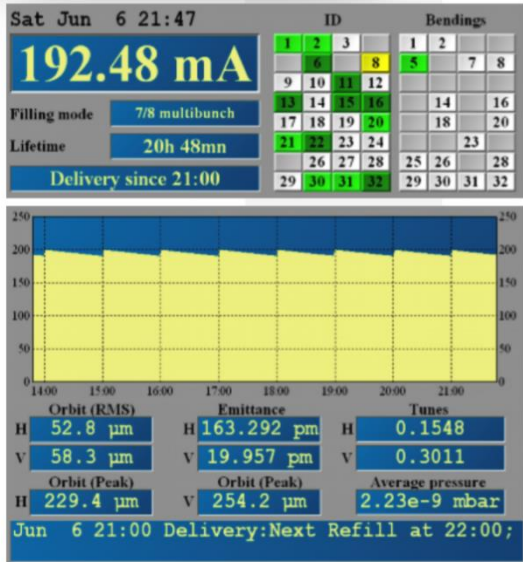 Sat Jun 6 21:47
192.48 mA
Filling mode 7/8 multibunch
Lifetime 20h 48mn
Delivery since 21:00
ID
1 2 3
6 8
9 10 11 12
13 14 15 16
17 18 19 20
21 22 23 24
26 27 28
29 30 31 32
Bendings
1 2
5 7 8
14 16
18 20
23
25 26 28
29 30 31 32
250 250
200 200
150 150
100 100
50 50
0 0
14:00 15:00 16:00 17:00 18:00 19:00 20:00 21:00
Orbit (RMS) Emittance Tunes
H 52.8 µm H 163.292 pm H 0.1548
V 58.3 µm V 19.957 pm V 0.3011
Orbit (Peak) Orbit (Peak) Average pressure
H 229.4 µm V 254.2 µm 2.23e-9 mbar
Jun 6 21:00 Delivery:Next Refill at 22:00;